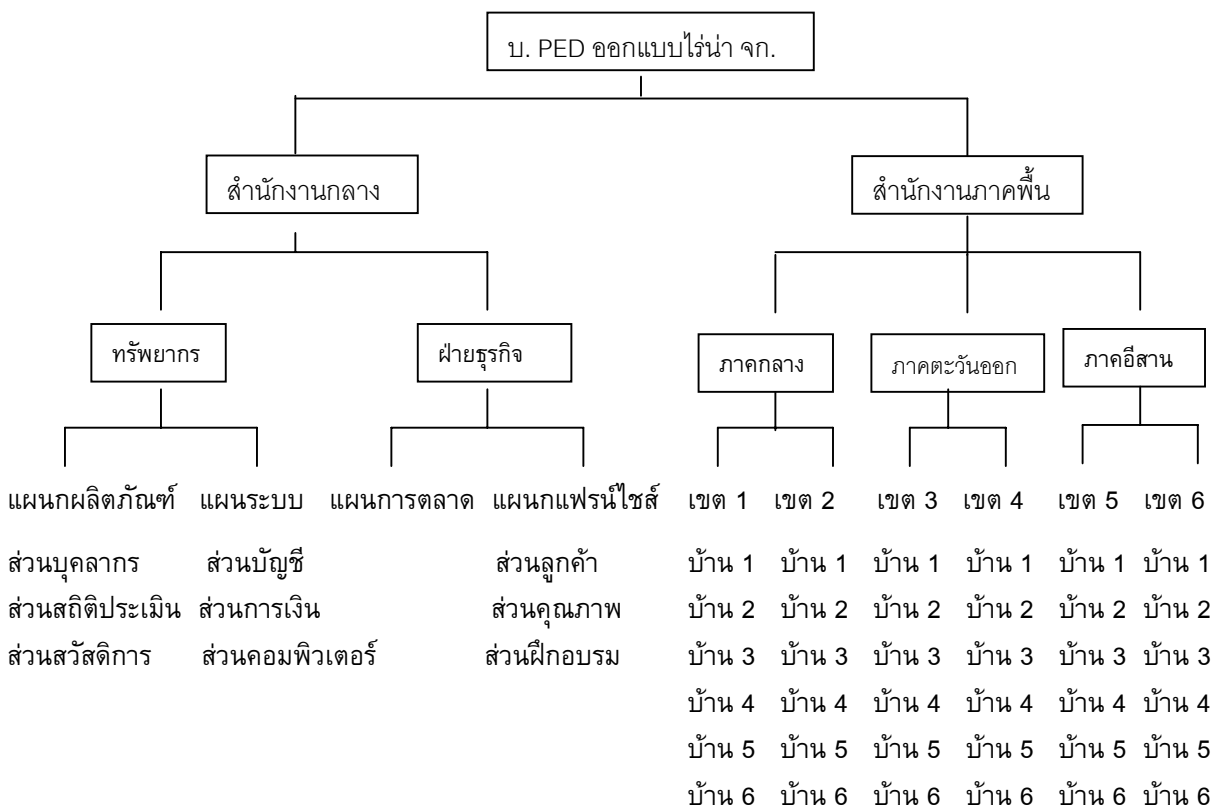 บ. PED ออกแบบไร่น่า จก.
สำนักงานกลาง สำนักงานภาคพื้น
ทรัพยากร ฝ่ายธุรกิจ ภาคกลาง ภาคตะวันออก ภาคอีสาน
แผนกผลิตภัณฑ์ แผนระบบ แผนการตลาด แผนกแฟรน์ไชส์ เขต 1 เขต 2 เขต 3 เขต 4 เขต 5 เขต 6
ส่วนบุคลากร ส่วนบัญชี ส่วนลูกค้า บ้าน 1 บ้าน 1 บ้าน 1 บ้าน 1 บ้าน 1 บ้าน 1
ส่วนสถิติประเมิน ส่วนการเงิน ส่วนคุณภาพ บ้าน 2 บ้าน 2 บ้าน 2 บ้าน 2 บ้าน 2 บ้าน 2
ส่วนสวัสดิการ ส่วนคอมพิวเตอร์ ส่วนฝึกอบรม บ้าน 3 บ้าน 3 บ้าน 3 บ้าน 3 บ้าน 3 บ้าน 3
บ้าน 4 บ้าน 4 บ้าน 4 บ้าน 4 บ้าน 4 บ้าน 4
บ้าน 5 บ้าน 5 บ้าน 5 บ้าน 5 บ้าน 5 บ้าน 5
บ้าน 6 บ้าน 6 บ้าน 6 บ้าน 6 บ้าน 6 บ้าน 6